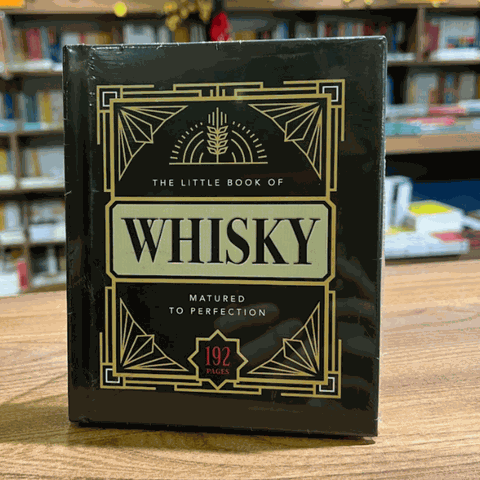 THE LITTLE BOOK OF
WHISKY
MATURED
TO PERFECTION
192
PAGES